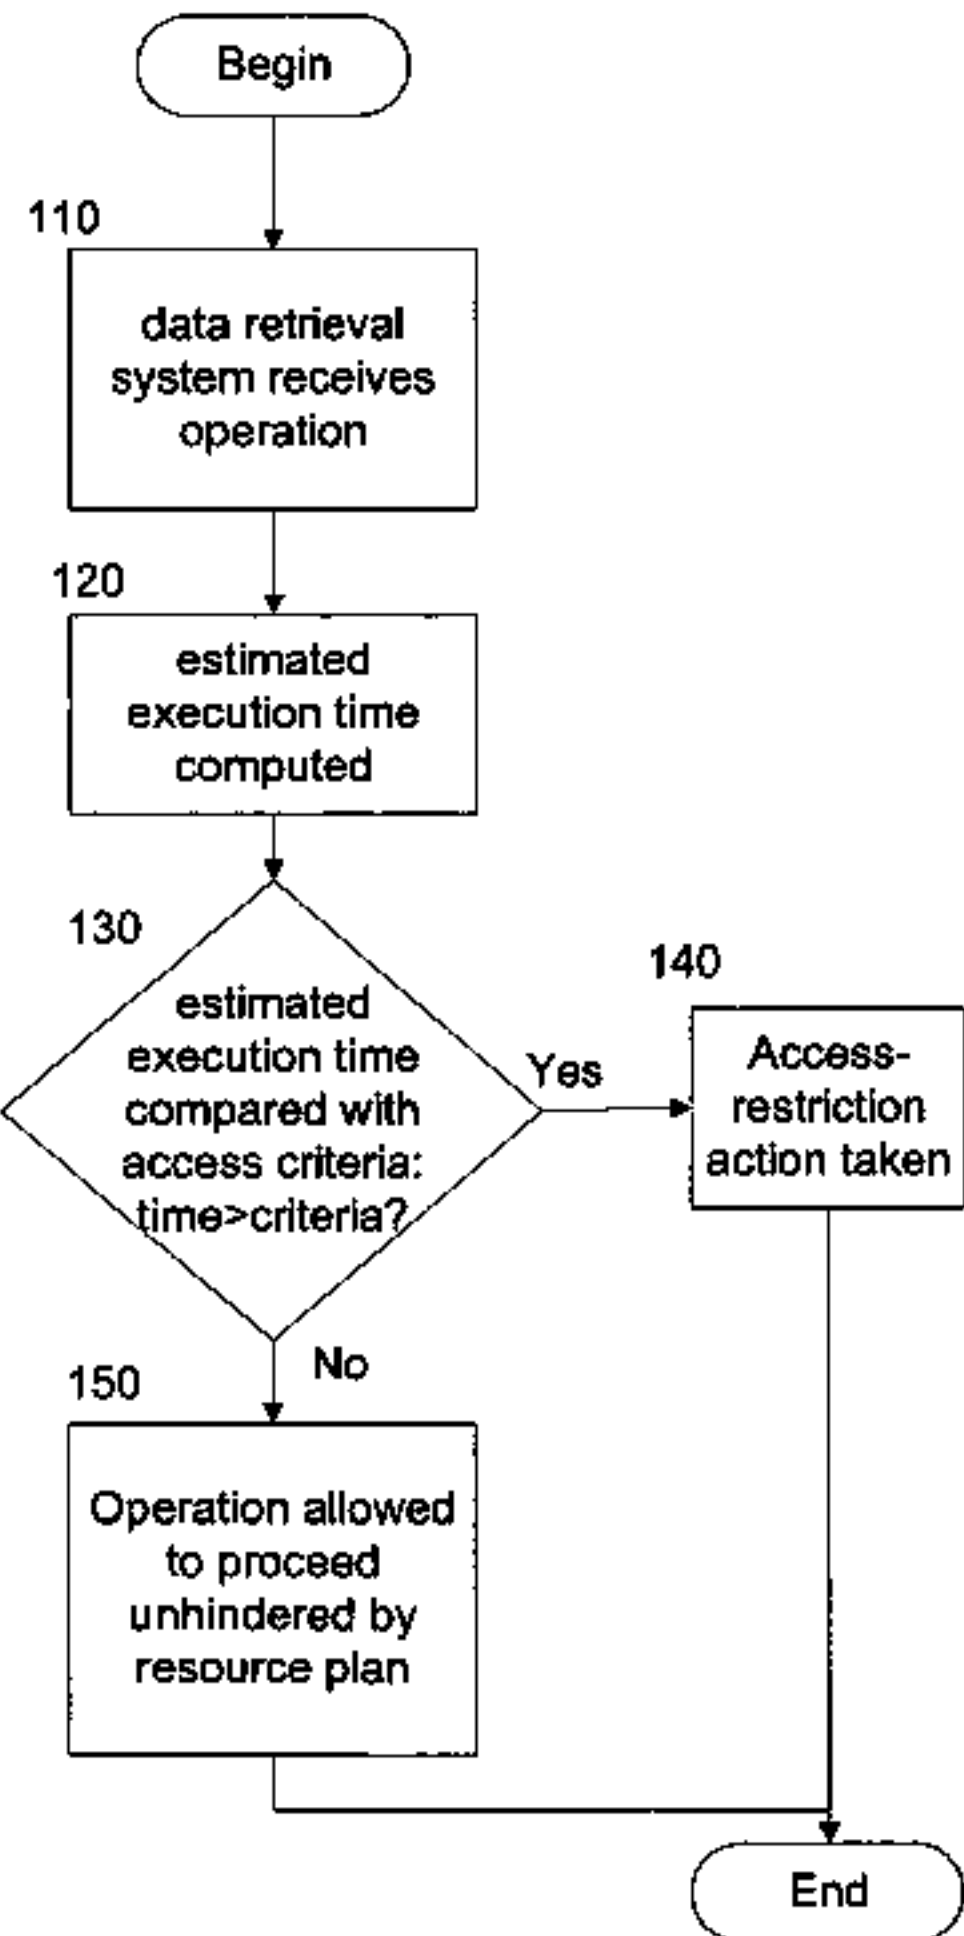 Begin
110
data retrieval
system receives
operation
120
estimated
execution time
computed
130
estimated
execution time
compared with
access criteria:
time>criteria?
Yes
140
Access-
restriction
action taken
No
150
Operation allowed
to proceed
unhindered by
resource plan
End